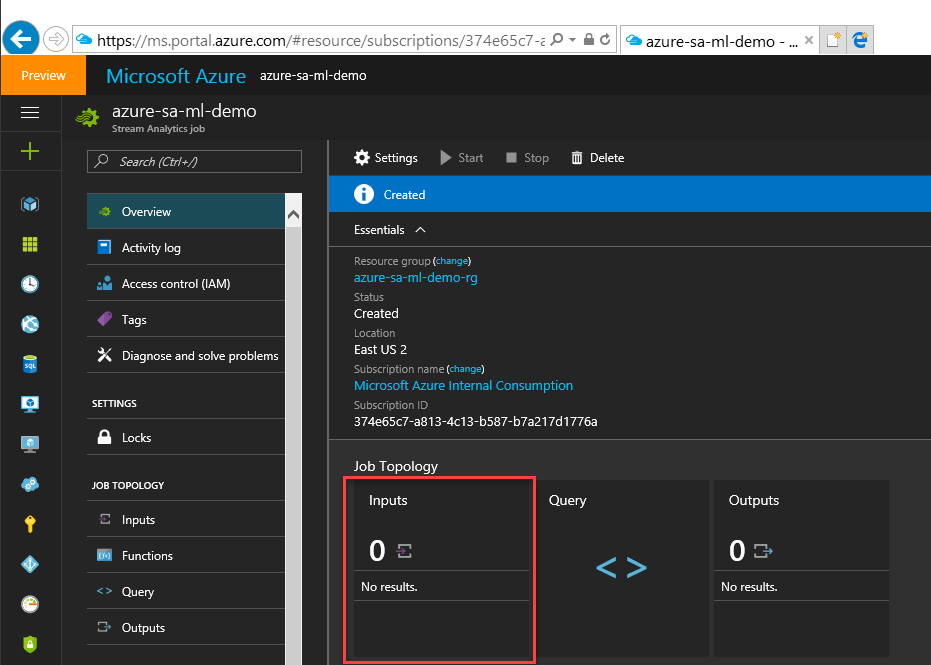 https://ms.portal.azure.com/#resource/subscriptions/374e65c7-a
azure-sa-ml-demo - ...
Preview
Microsoft Azure
azure-sa-ml-demo
azure-sa-ml-demo
Stream Analytics job
Search (Ctrl+/)
Overview
Activity log
Access control (IAM)
Tags
Diagnose and solve problems
SETTINGS
Locks
JOB TOPOLOGY
Inputs
Functions
Query
Outputs
SQL
Settings
Start
Stop
Delete
Created
Essentials
Resource group (change)
azure-sa-ml-demo-rg
Status
Created
Location
East US 2
Subscription name (change)
Microsoft Azure Internal Consumption
Subscription ID
374e65c7-a813-4c13-b587-b7a217d1776a
Job Topology
Inputs
0
No results.
Query
< >
Outputs
0
No results.